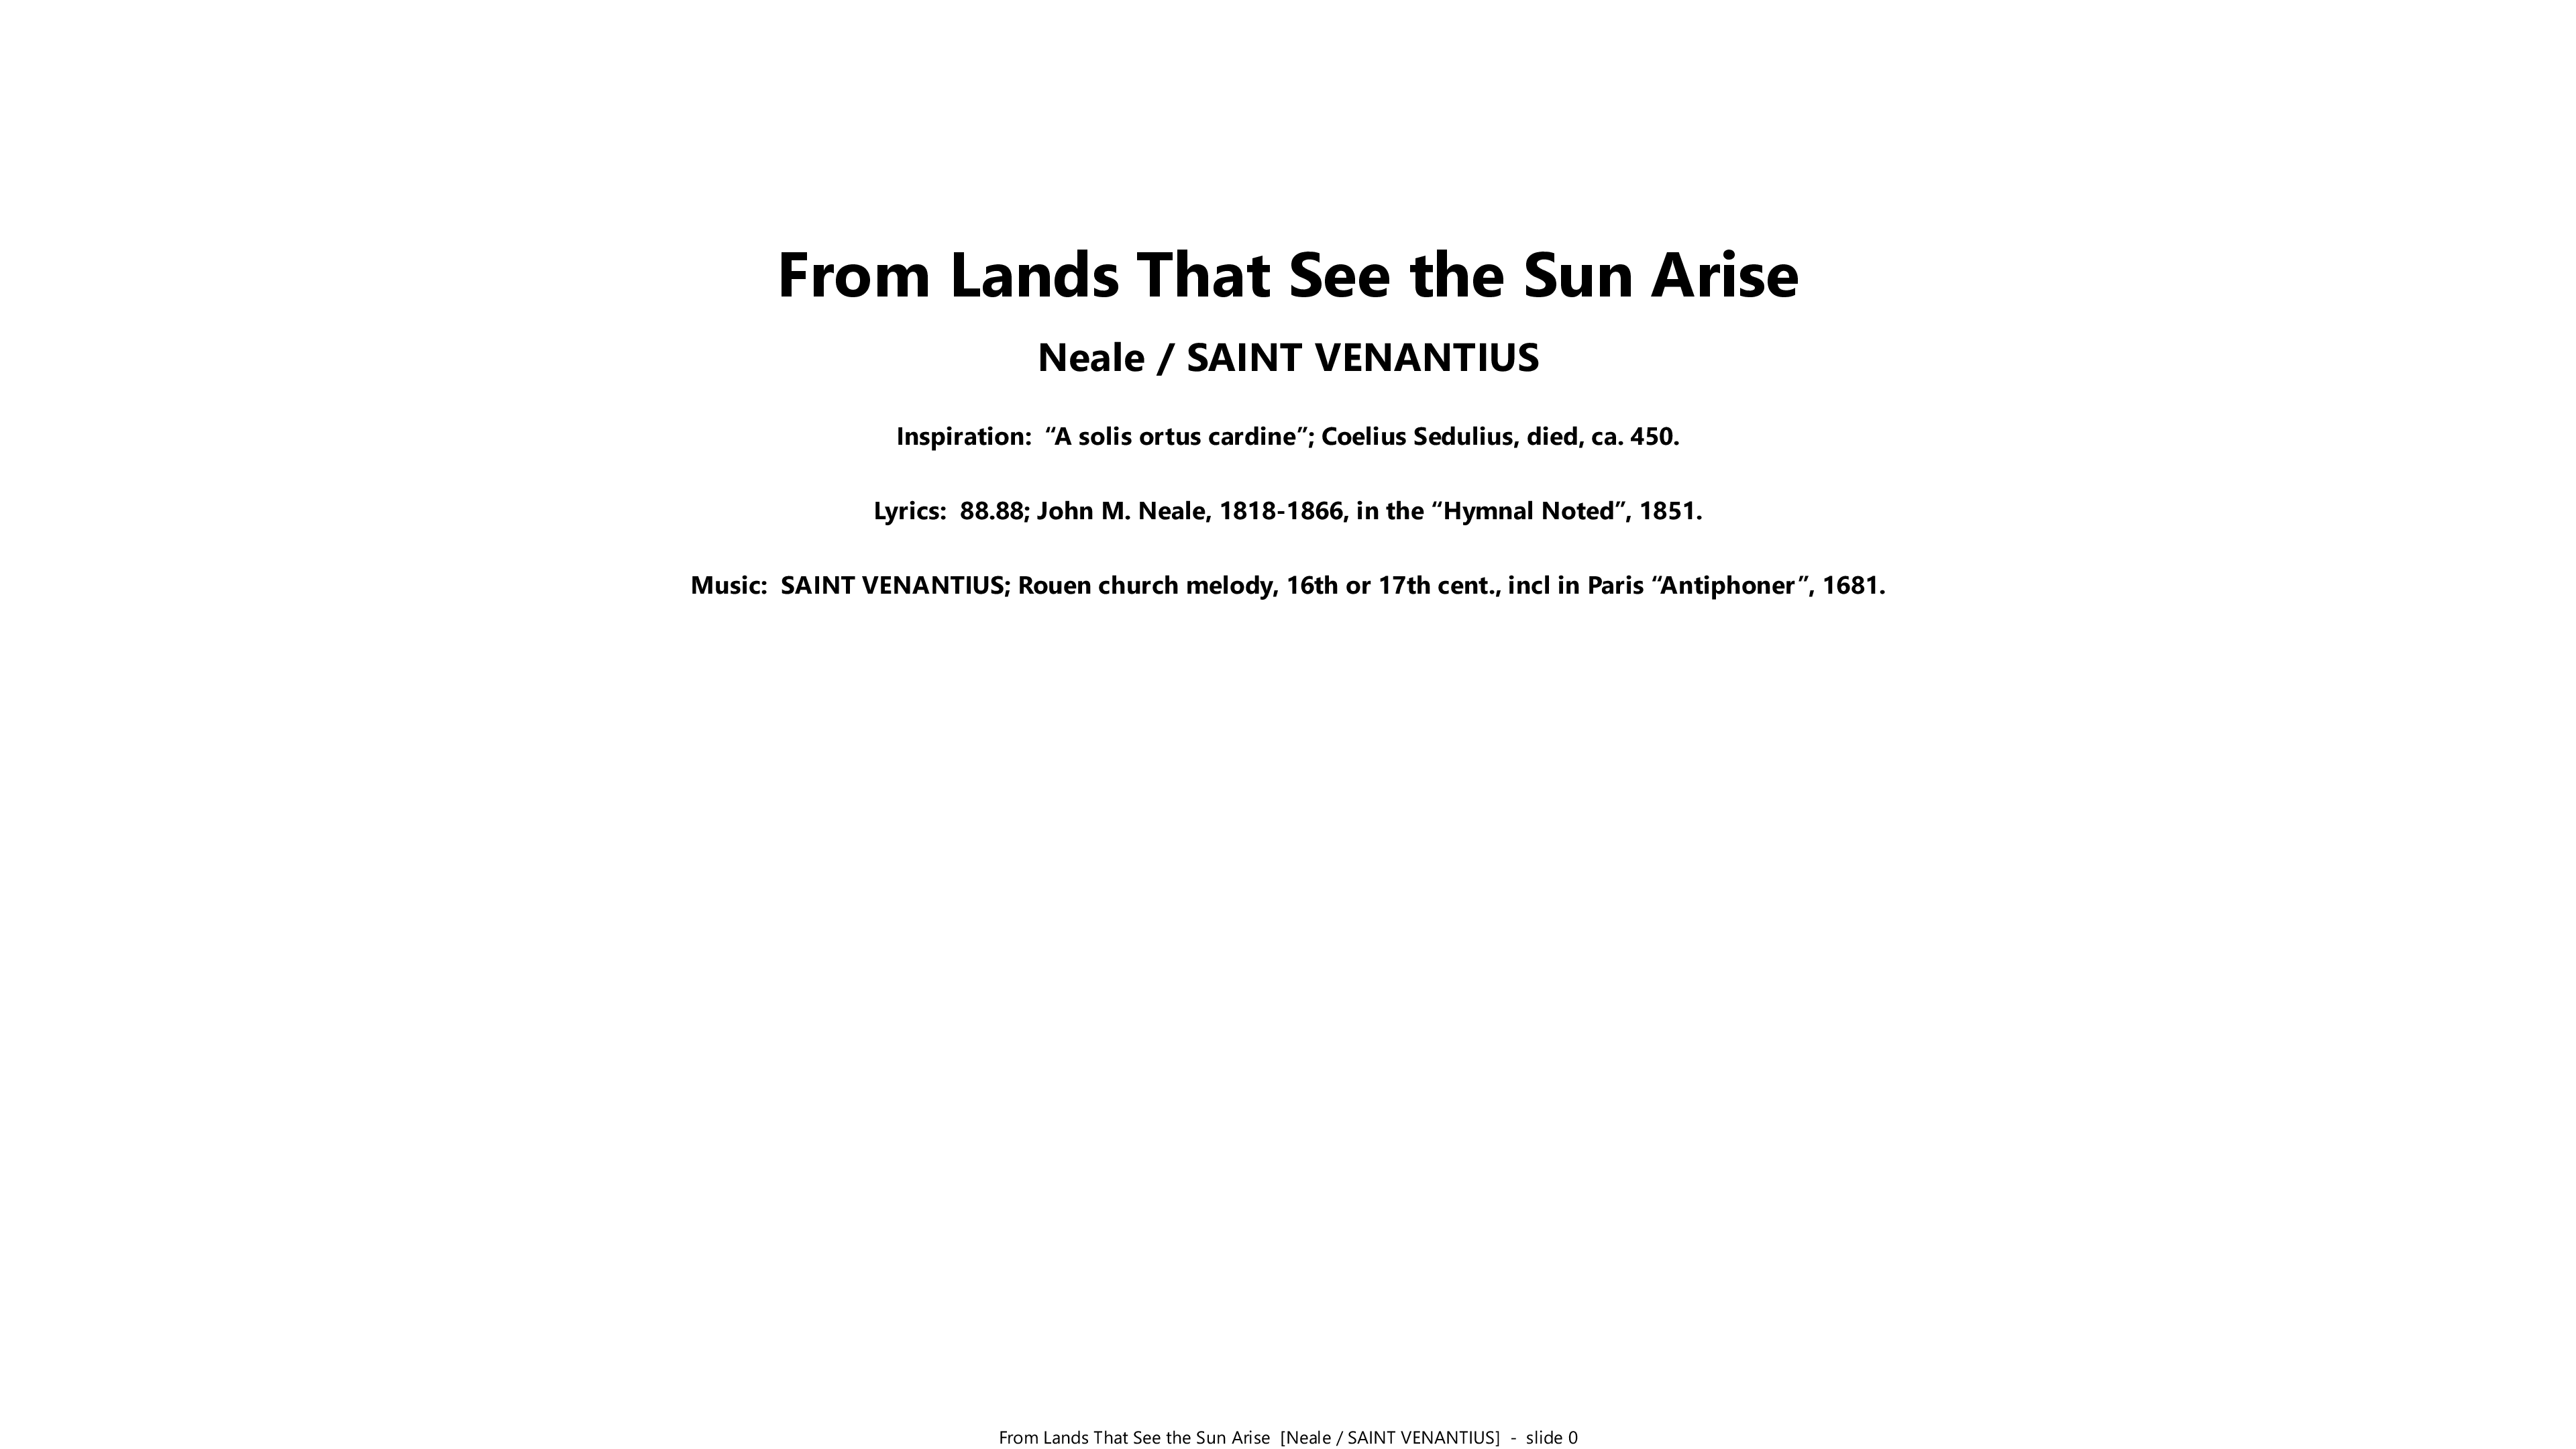 From Lands That See the Sun Arise
Neale / SAINT VENANTIUS
Inspiration:  “A solis ortus cardine”; Coelius Sedulius, died, ca. 450.
Lyrics:  88.88; John M. Neale, 1818-1866, in the “Hymnal Noted”, 1851.
Music:  SAINT VENANTIUS; Rouen church melody, 16th or 17th cent., incl in Paris “Antiphoner”, 1681.
From Lands That See the Sun Arise  [Neale / SAINT VENANTIUS]  -  slide 0